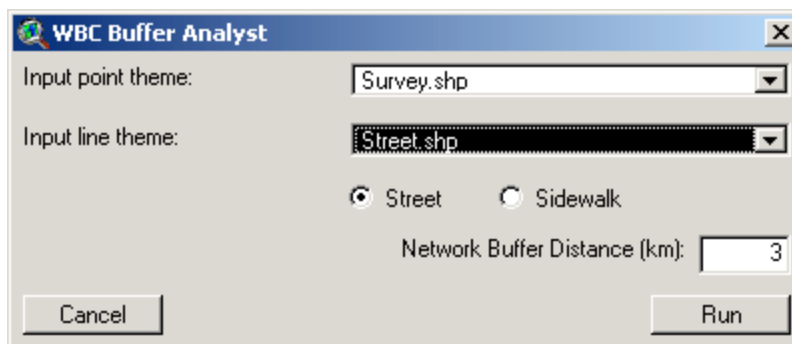 WBC Buffer Analyst
Input point theme: Survey.shp
Input line theme: Street.shp
Street Sidewalk
Network Buffer Distance (km): 3
Cancel Run